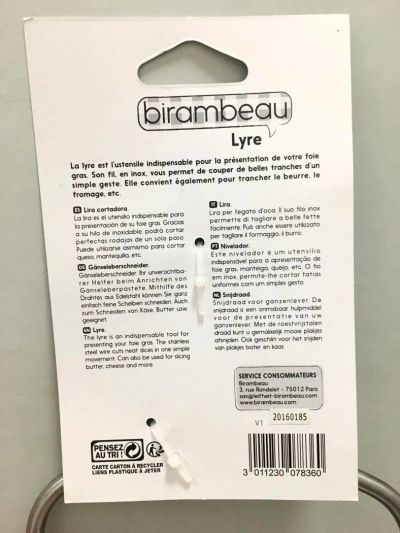 birambeau
Lyre
La lyre est l'ustensile indispensable pour la présentation de votre foie
gras. Son fil, en inox, vous permet de couper de belles tranches d'un
simple geste. Elle convient également pour trancher le beurre, le
fromage, etc.
ES Lira cortadora.
La lira es el utensilio indispensable para
la presentación de su foie gras. Gracias
a su hilo de inoxidable, podrá cortar
perfectas rodajas de un solo paso.
Puede utilizarse asimismo para cortar
queso, mantequilla, etc.
DE Gänseleberschneider.
Gänseleberschneider. Ihr unverzichtba-
rer Helfer beim Anrichten von
Gänseleberpastete. Mithilfe des
Drahtes aus Edelstahl können Sie ganz
einfach feine Scheiben schneiden. Auch
zum Schneiden von Käse, Butter usw.
geeignet.
EN Lyre.
The lyre is an indispensable tool for
presenting your foie gras. The stainless
steel wire cuts neat slices in one simple
movement. Can also be used for slicing
butter, cheese and more.
IT Lira.
Lira per fegato d'oca. Il suo filo inox
permette di tagliare a belle fette
facilmente. Può anche essere utilizzato
per tagliare il formaggio, il burro.
PT Nivelador.
Este nivelador é um utensílio
indispensável para a apresentação de
foie gras, manteiga, queijo, etc. O fio
em inox, permite-lhe cortar fatias
uniformes com um simples gesto.
NL Snijdraad.
Snijdraad voor ganzenlever. De
snijdraad is een onmisbaar hulpmiddel
voor de presentatie van uw
ganzenlever. Met de roestvrijstalen
draad kunt u gemakkelijk mooie plakjes
afsnijden. Ook geschikt voor het snijden
van plakjes boter en kaas.
SERVICE CONSOMMATEURS
Birambeau
3, rue Rondelet - 75012 Paris
sav@leifheit-birambeau.com
www.birambeau.com
V1 20160185
PENSEZ
AU TRI !
CARTE CARTON À RECYCLER
LIENS PLASTIQUE À JETER
3 011230 078360